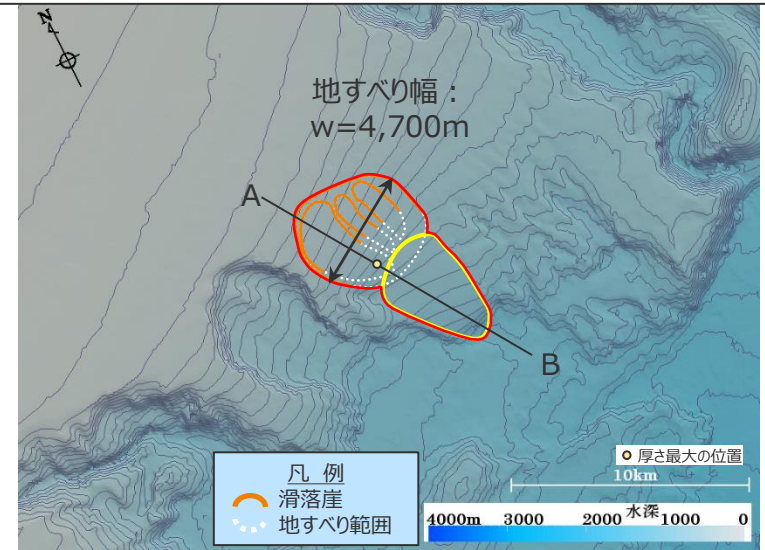 N
地すべり幅：
w=4,700m
A
B
厚さ最大の位置
10km
凡 例
滑落崖
地すべり範囲
水深
4000m 3000 2000 1000 0